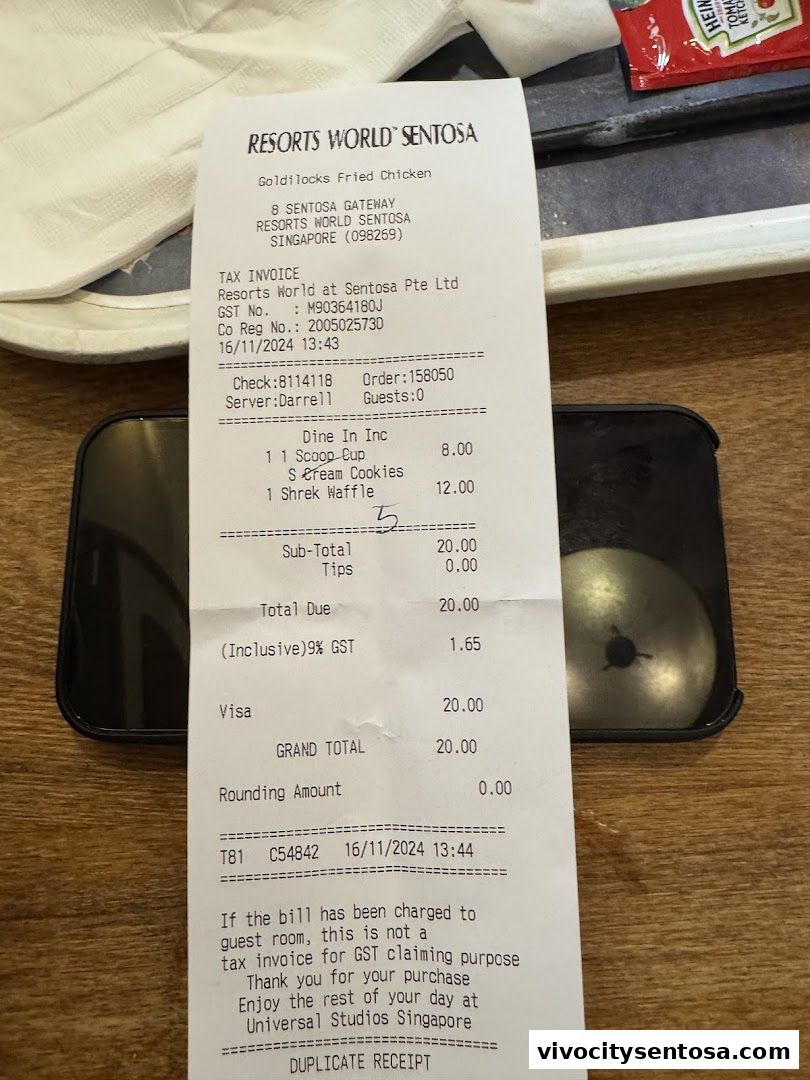 HEINZ
TOMATO
KETCHUP
RESORTS WORLD™ SENTOSA
Goldilocks Fried Chicken
8 SENTOSA GATEWAY
RESORTS WORLD SENTOSA
SINGAPORE (098269)
TAX INVOICE
Resorts World at Sentosa Pte Ltd
GST No. : M90364180J
Co Reg No.: 200502573D
16/11/2024 13:43
Check:8114118 Order:158050
Server:Darrell Guests:0
Dine In Inc
1 1 Scoop Cup 8.00
S Cream Cookies
1 Shrek Waffle 12.00
5
Sub-Total 20.00
Tips 0.00
Total Due 20.00
(Inclusive)9% GST 1.65
Visa 20.00
GRAND TOTAL 20.00
Rounding Amount 0.00
T81 C54842 16/11/2024 13:44
If the bill has been charged to
guest room, this is not a
tax invoice for GST claiming purpose
Thank you for your purchase
Enjoy the rest of your day at
Universal Studios Singapore
DUPLICATE RECEIPT
vivocitysentosa.com